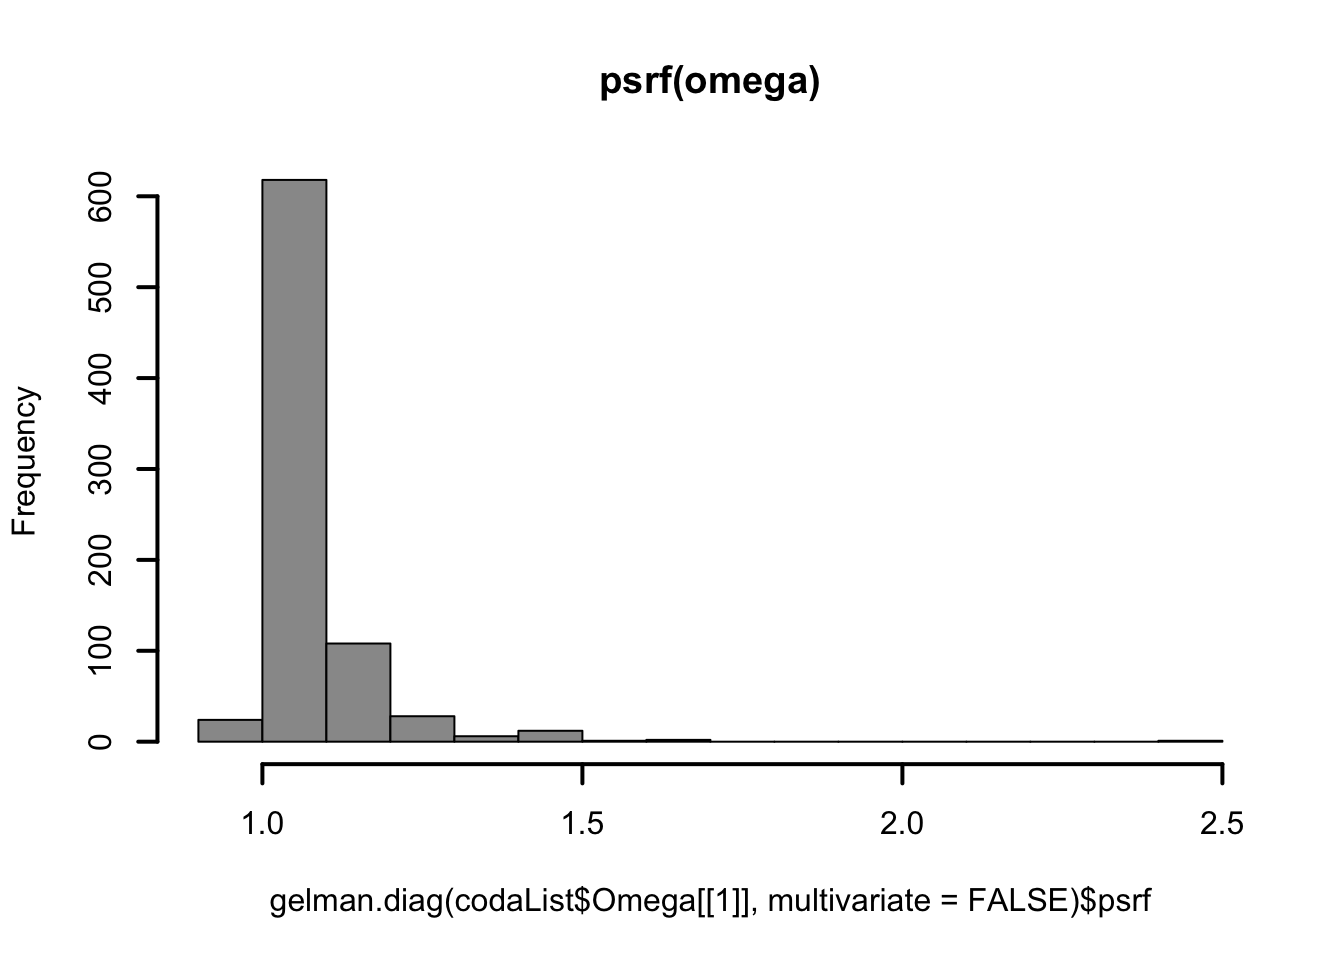 psrf(omega)
Frequency
600
500
400
300
200
100
0
1.0 1.5 2.0 2.5
gelman.diag(codaList$Omega[[1]], multivariate = FALSE)$psrf